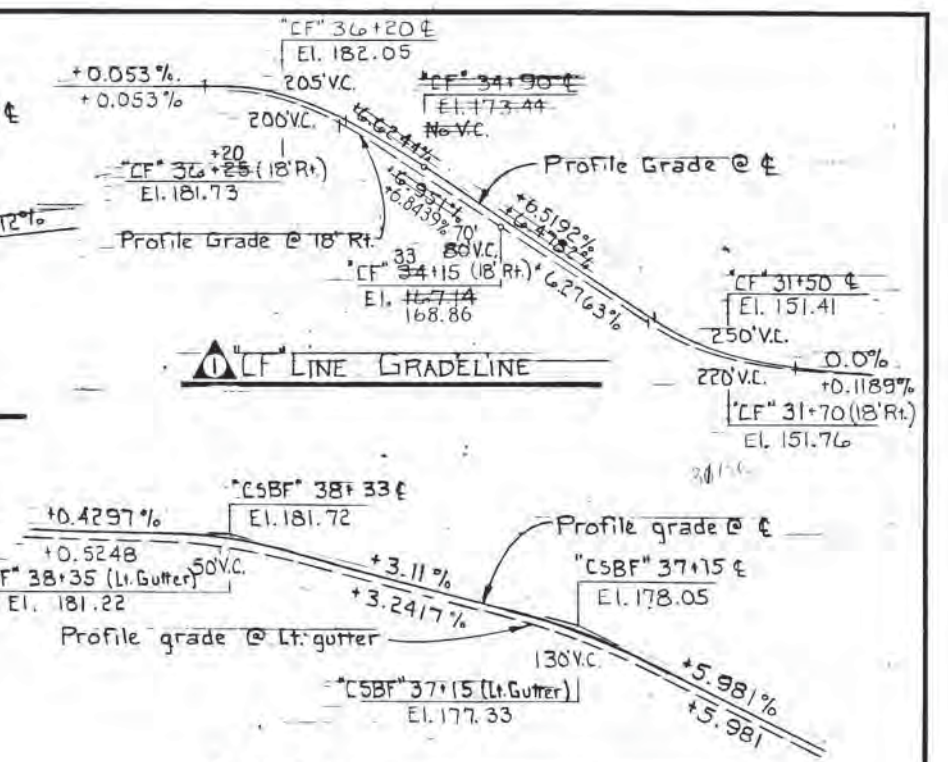 "CF" 36+20 ℄
El. 182.05
+0.053%
+0.053%
205' V.C.
200' V.C.
"CF" 34+90 ℄
El. 173.44
No V.C.
℄
+6.6244%
+20
"CF" 36+25 (18' Rt.)
El. 181.73
12%
Profile Grade @ ℄
Profile Grade @ 18' Rt.
+6.951%
+6.8439%
+6.5192%
+6.4787%
70'
80' V.C.
33
"CF" 34+15 (18' Rt.)
+6.2763%
El. 167.14
168.86
"CF" 31+50 ℄
El. 151.41
250' V.C.
0.0%
220' V.C.
+0.1189%
"CF" 31+70 (18' Rt.)
El. 151.76
1 "CF" LINE GRADELINE
"CSBF" 38+33 ℄
El. 181.72
+0.4297%
+0.5248
50' V.C.
F" 38+35 (Lt. Gutter)
El. 181.22
+3.11%
+3.2417%
Profile grade @ ℄
"CSBF" 37+15 ℄
El. 178.05
Profile grade @ Lt. gutter
130' V.C.
"CSBF" 37+15 (Lt. Gutter)
El. 177.33
+5.981%
+5.981